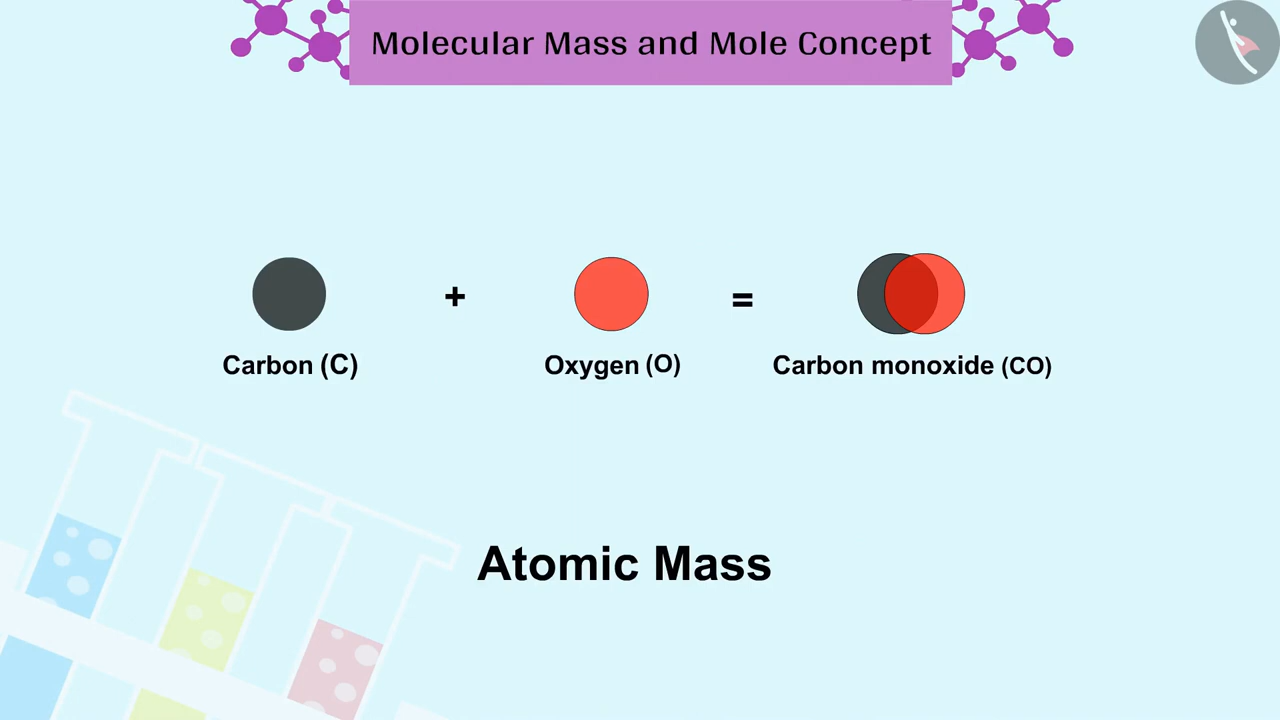 Molecular Mass and Mole Concept
+ =
Carbon (C) Oxygen (O) Carbon monoxide (CO)
Atomic Mass